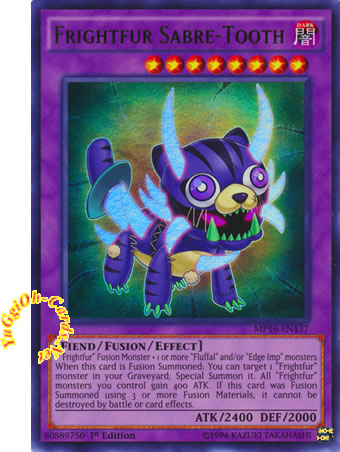 Frightfur Sabre-Tooth
DARK
闇
MP16-EN137
[Fiend/Fusion/Effect]
1 "Frightfur" Fusion Monster + 1 or more "Fluffal" and/or "Edge Imp" monsters
When this card is Fusion Summoned: You can target 1 "Frightfur"
monster in your Graveyard; Special Summon it. All "Frightfur"
monsters you control gain 400 ATK. If this card was Fusion
Summoned using 3 or more Fusion Materials, it cannot be
destroyed by battle or card effects.
ATK/2400 DEF/2000
80889750 1st Edition
©1996 KAZUKI TAKAHASHI
YuGgiOh-Cardmarket